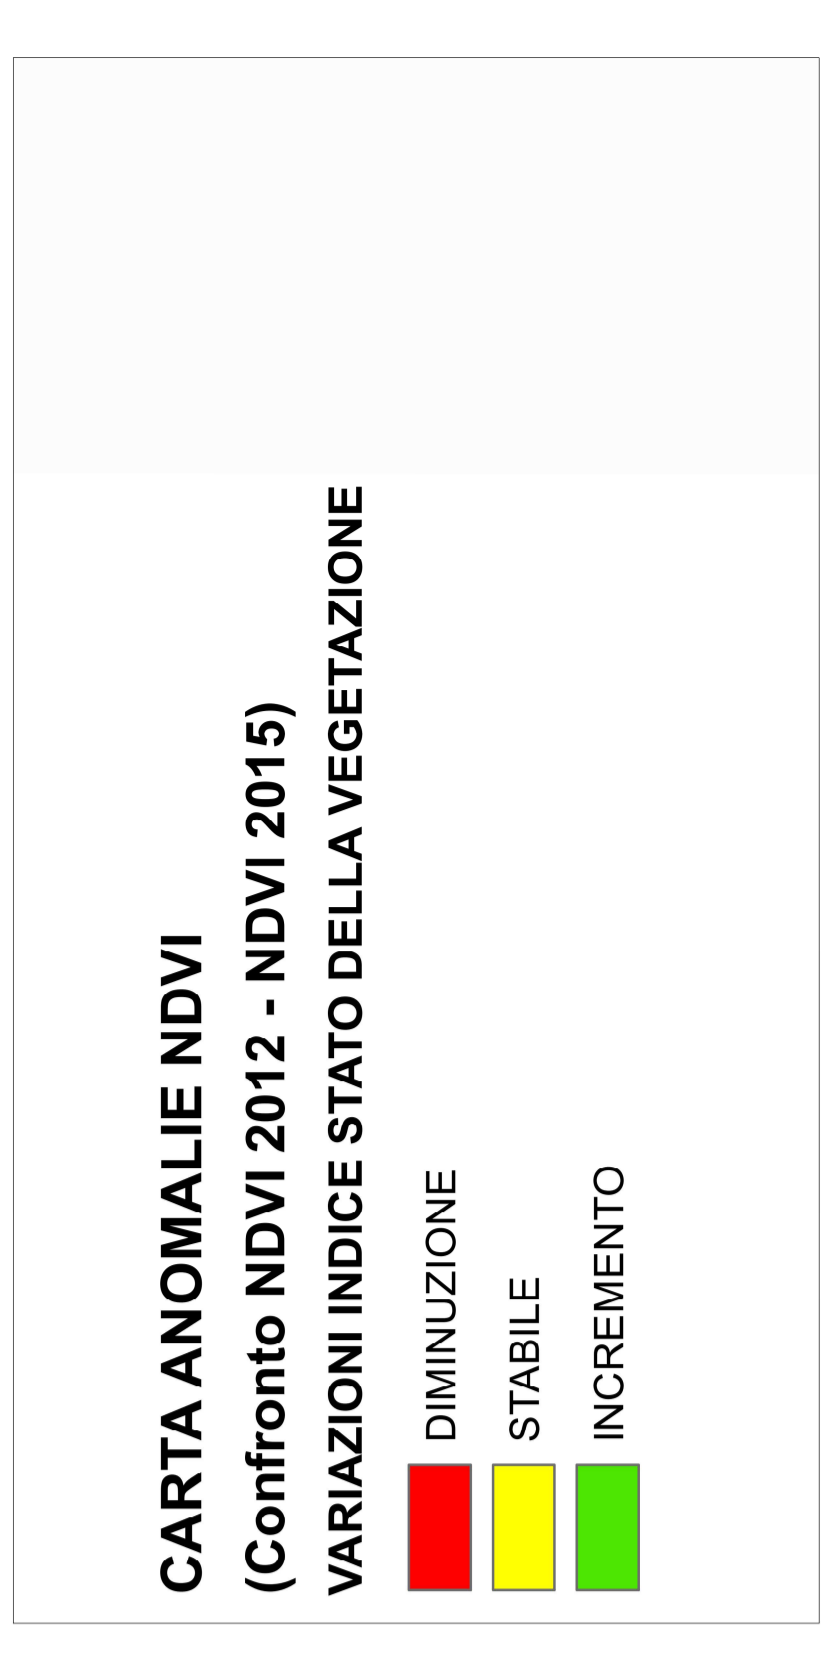 CARTA ANOMALIE NDVI
(Confronto NDVI 2012 - NDVI 2015)
VARIAZIONI INDICE STATO DELLA VEGETAZIONE
DIMINUZIONE
STABILE
INCREMENTO